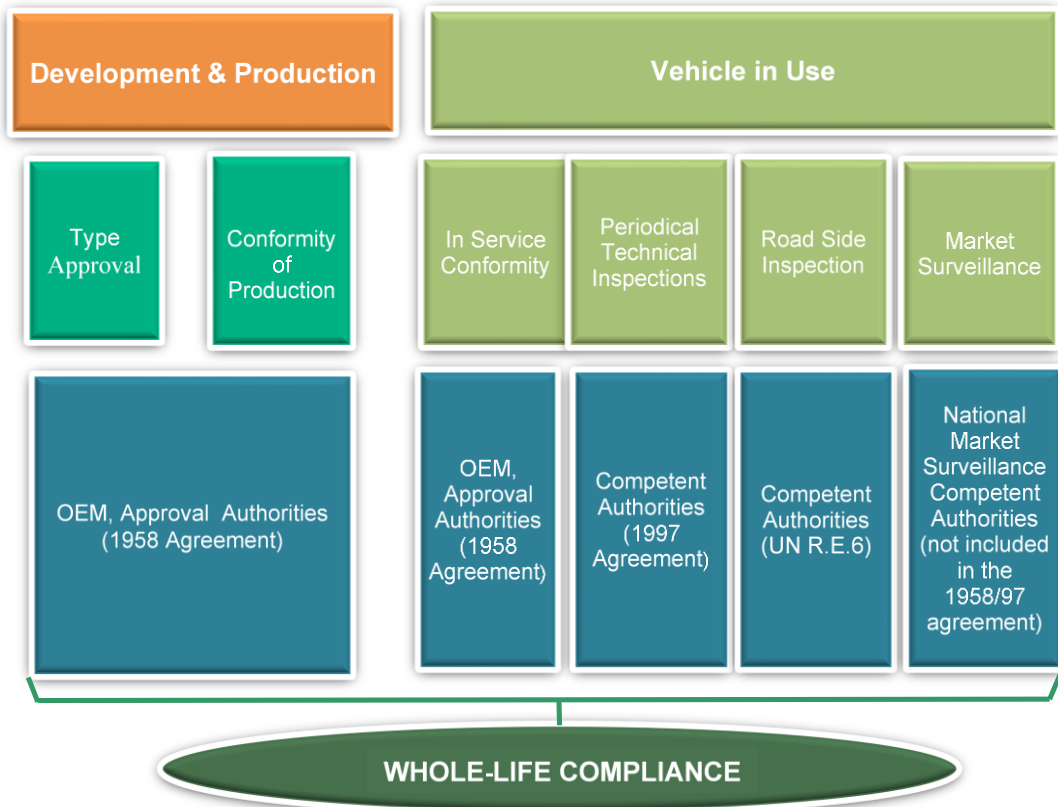 Development & Production
Vehicle in Use
Type
Approval
Conformity
of
Production
In Service
Conformity
Periodical
Technical
Inspections
Road Side
Inspection
Market
Surveillance
OEM, Approval Authorities
(1958 Agreement)
OEM,
Approval
Authorities
(1958
Agreement)
Competent
Authorities
(1997
Agreement)
Competent
Authorities
(UN R.E.6)
National
Market
Surveillance
Competent
Authorities
(not included
in the
1958/97
agreement)
WHOLE-LIFE COMPLIANCE